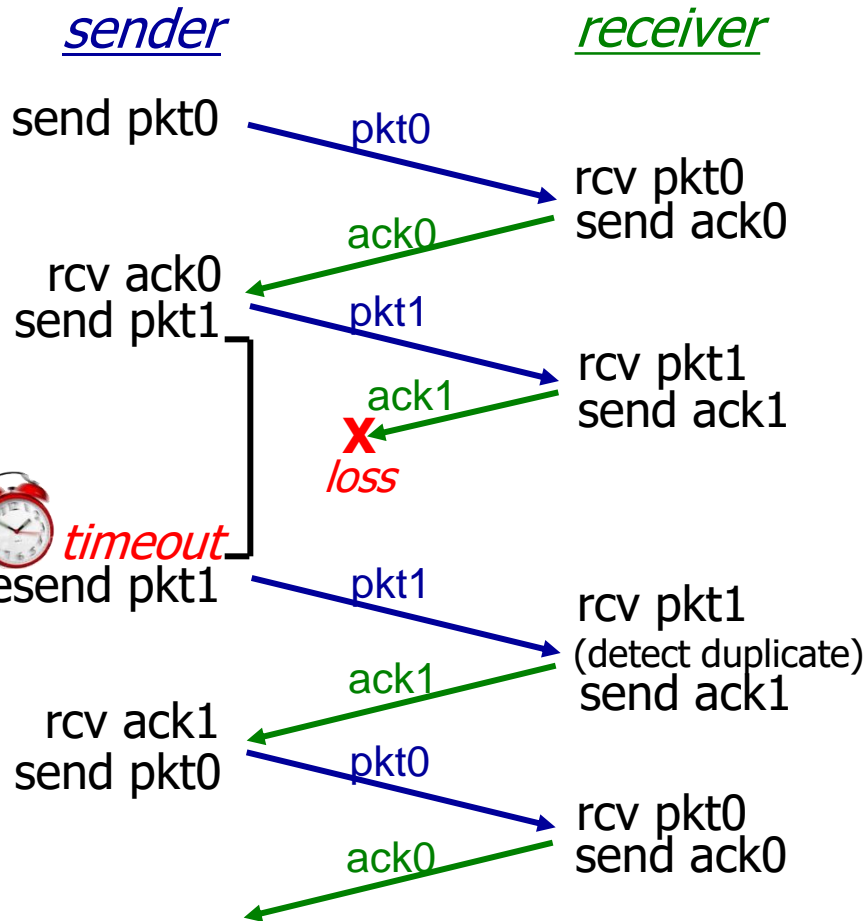 sender
receiver
send pkt0
pkt0
rcv pkt0
send ack0
ack0
rcv ack0
send pkt1
pkt1
rcv pkt1
send ack1
ack1
X
loss
timeout
esend pkt1
pkt1
rcv pkt1
(detect duplicate)
send ack1
ack1
rcv ack1
send pkt0
pkt0
rcv pkt0
send ack0
ack0